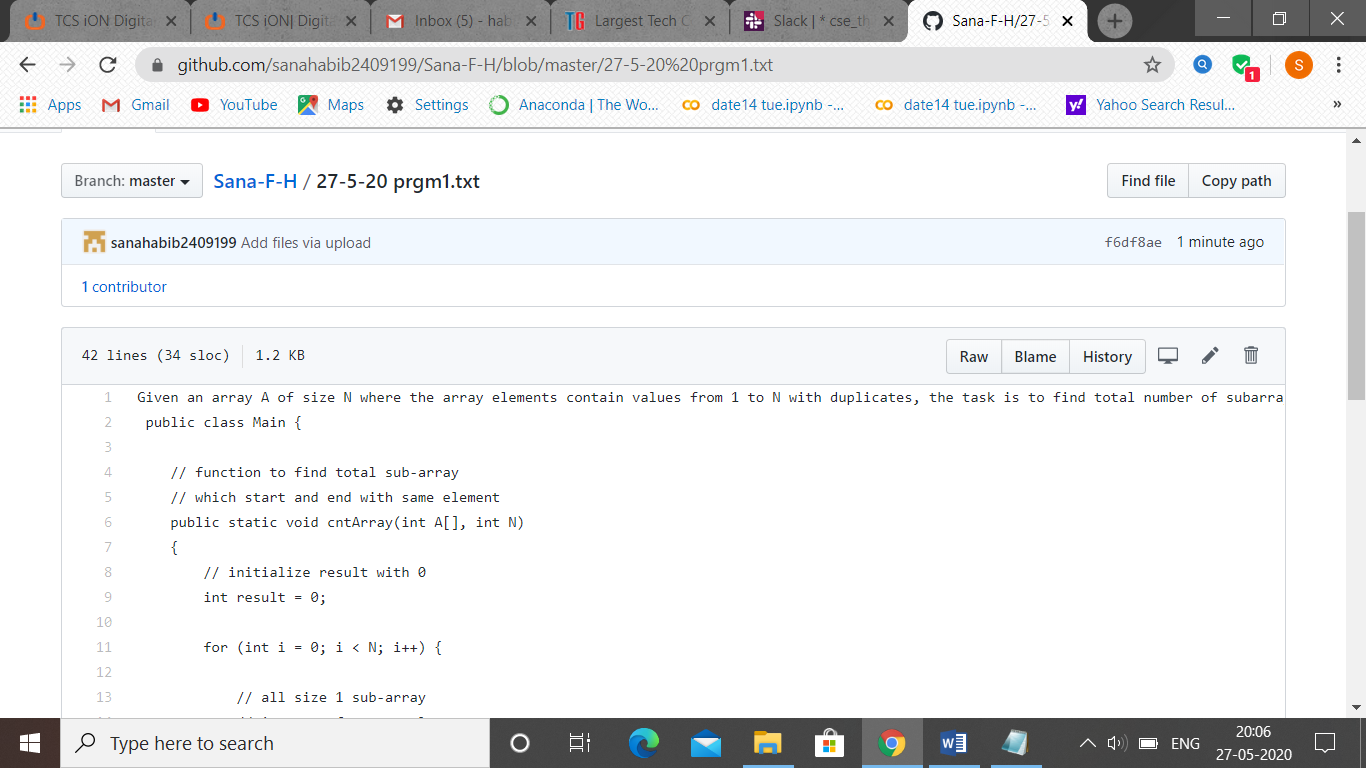 TCS iON Digita
TCS iON| Digit
Inbox (5) - hab
Largest Tech C
Slack | * cse_th
Sana-F-H/27-5
github.com/sanahabib2409199/Sana-F-H/blob/master/27-5-20%20prgm1.txt
1
S
Apps
Gmail
YouTube
Maps
Settings
Anaconda | The Wo...
date14 tue.ipynb -...
date14 tue.ipynb -...
Yahoo Search Resul...
»
Branch: master
Sana-F-H / 27-5-20 prgm1.txt
Find file
Copy path
sanahabib2409199 Add files via upload
f6df8ae 1 minute ago
1 contributor
42 lines (34 sloc) 1.2 KB
Raw
Blame
History
1 Given an array A of size N where the array elements contain values from 1 to N with duplicates, the task is to find total number of subarra
2 public class Main {
3
4 // function to find total sub-array
5 // which start and end with same element
6 public static void cntArray(int A[], int N)
7 {
8 // initialize result with 0
9 int result = 0;
10
11 for (int i = 0; i < N; i++) {
12
13 // all size 1 sub-array
Type here to search
ENG
20:06
27-05-2020